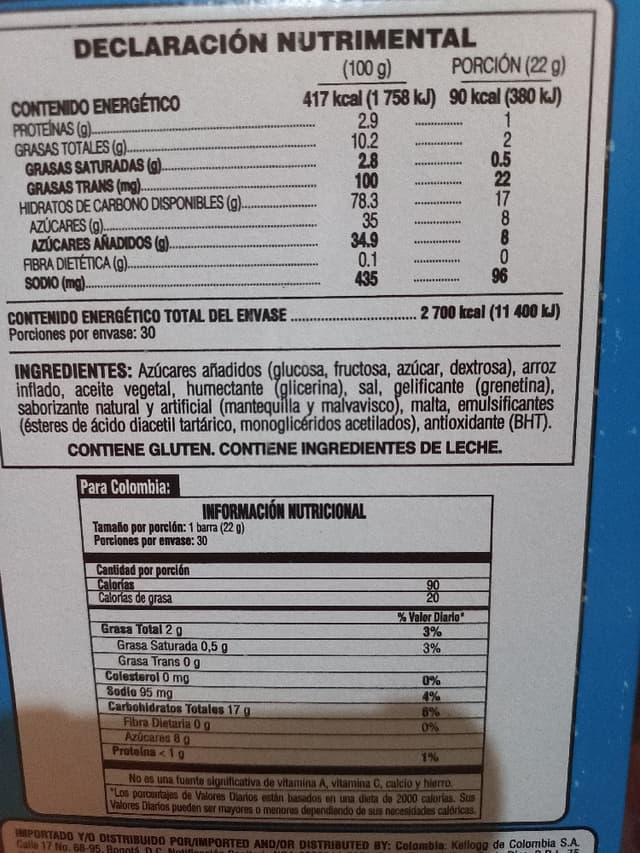 DECLARACIÓN NUTRIMENTAL
(100 g) PORCIÓN (22 g)
CONTENIDO ENERGÉTICO 417 kcal (1 758 kJ) 90 kcal (380 kJ)
PROTEÍNAS (g) 2.9 1
GRASAS TOTALES (g) 10.2 2
GRASAS SATURADAS (g) 2.8 0.5
GRASAS TRANS (mg) 100 22
HIDRATOS DE CARBONO DISPONIBLES (g) 78.3 17
AZÚCARES (g) 35 8
AZÚCARES AÑADIDOS (g) 34.9 8
FIBRA DIETÉTICA (g) 0.1 0
SODIO (mg) 435 96
CONTENIDO ENERGÉTICO TOTAL DEL ENVASE 2 700 kcal (11 400 kJ)
Porciones por envase: 30
INGREDIENTES: Azúcares añadidos (glucosa, fructosa, azúcar, dextrosa), arroz
inflado, aceite vegetal, humectante (glicerina), sal, gelificante (grenetina),
saborizante natural y artificial (mantequilla y malvavisco), malta, emulsificantes
(ésteres de ácido diacetil tartárico, monoglicéridos acetilados), antioxidante (BHT).
CONTIENE GLUTEN. CONTIENE INGREDIENTES DE LECHE.
Para Colombia:
INFORMACIÓN NUTRICIONAL
Tamaño por porción: 1 barra (22 g)
Porciones por envase: 30
Cantidad por porción
Calorías 90
Calorías de grasa 20
% Valor Diario*
Grasa Total 2 g 3%
Grasa Saturada 0,5 g 3%
Grasa Trans 0 g
Colesterol 0 mg 0%
Sodio 95 mg 4%
Carbohidratos Totales 17 g 6%
Fibra Dietaria 0 g 0%
Azúcares 8 g
Proteína < 1 g 1%
No es una fuente significativa de vitamina A, vitamina C, calcio y hierro.
*Los porcentajes de Valores Diarios están basados en una dieta de 2000 calorías. Sus
Valores Diarios pueden ser mayores o menores dependiendo de sus necesidades calóricas.
IMPORTADO Y/O DISTRIBUIDO POR/IMPORTED AND/OR DISTRIBUTED BY: Colombia: Kellogg de Colombia S.A.
Calle 17 No. 68-95, Bogotá, D.C.